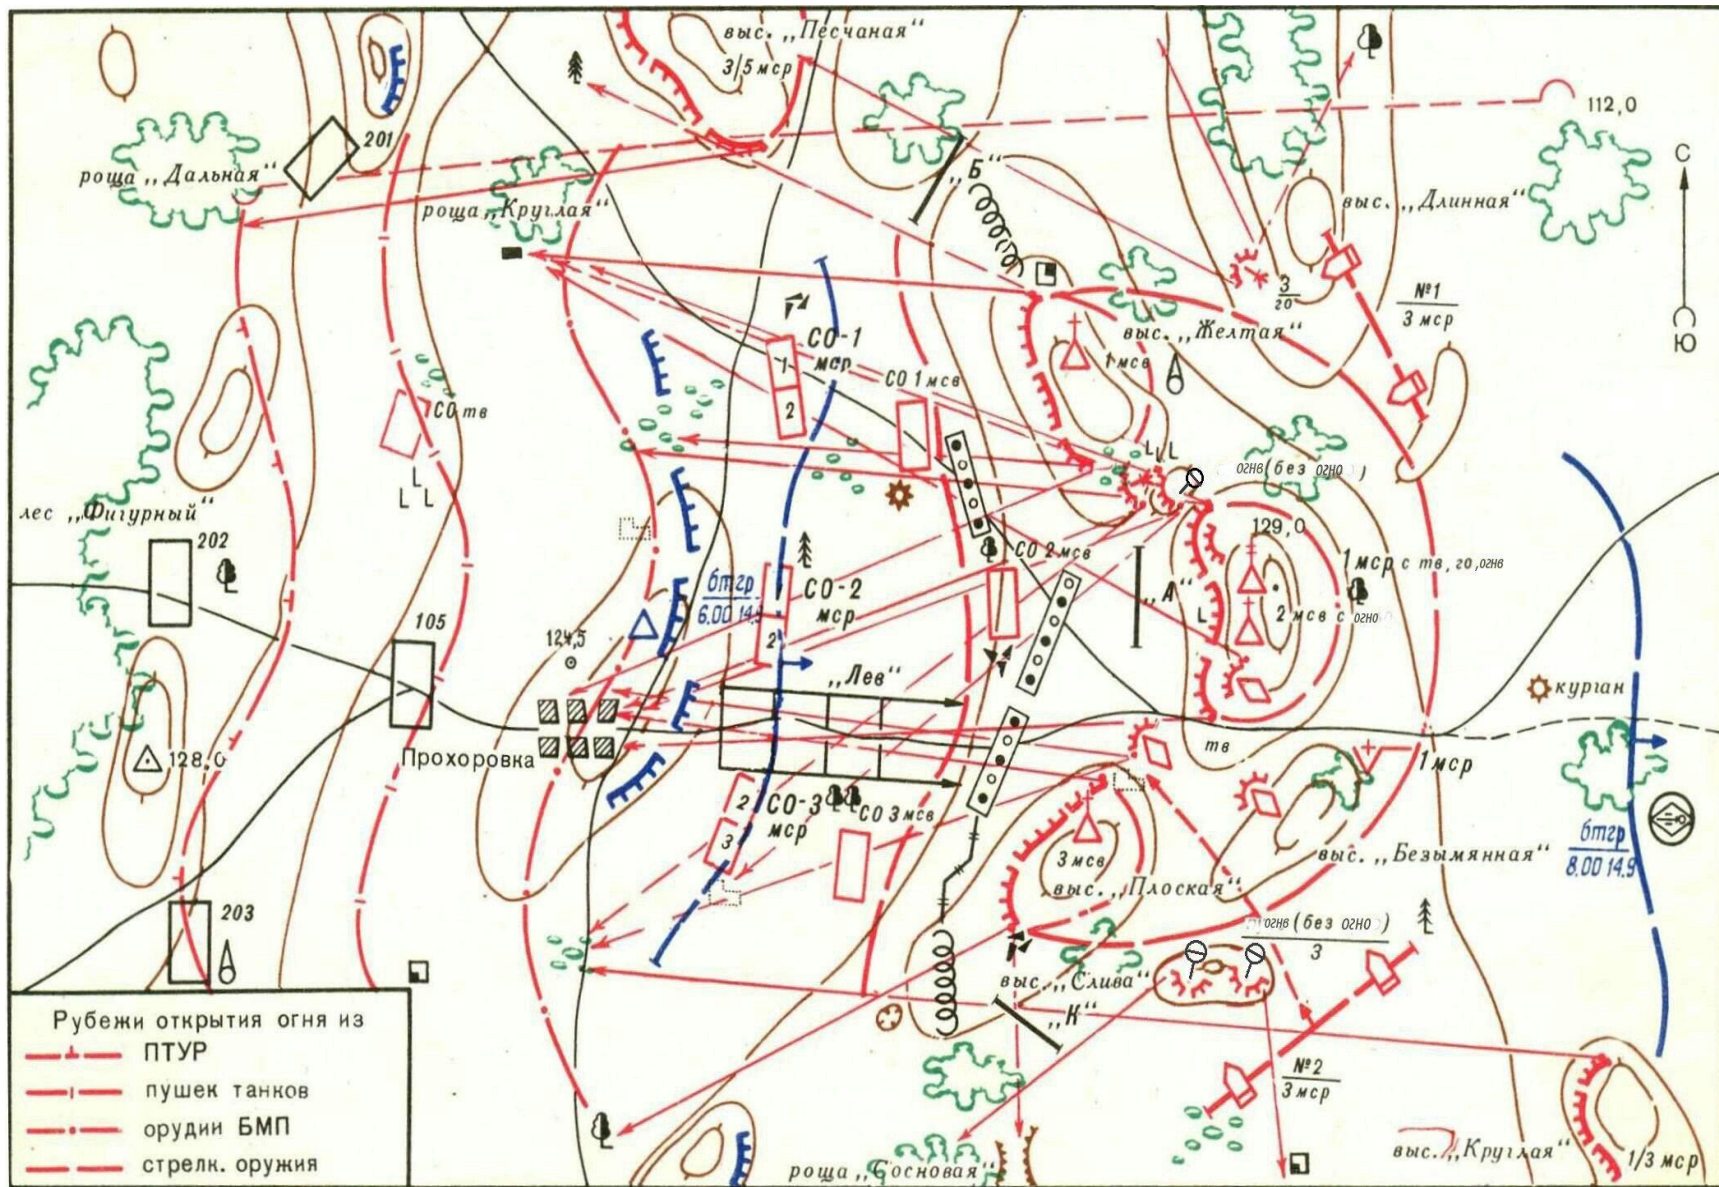 выс. „Песчаная“
3/5 мср
112,0
201
С
роща „Дальная“
„Б“
выс. „Длинная“
роща „Круглая“
3
20
№1
3 мср
Ю
выс. „Желтая“
СО-1
мср
1
2
1 мсв
СО 1 мсв
СО тв
огнв (без огно )
лес „Фигурный“
129,0
202
СО 2 мсв
1 мср с тв, го, огнв
бтгр
6.00 14.9
СО-2
мср
2
„А“
2 мсв с огно
105
124,5
„Лев“
курган
тв
Прохоровка
128,0
1 мср
2
3
СО-3
мср
СО 3 мсв
бтгр
8.00 14.9
3 мсв
выс. „Безымянная“
выс. „Плоская“
203
огнв (без огно )
3
выс. „Слива“
„К“
№2
3 мср
выс. „Круглая“
1/3 мср
роща „Сосновая“
Рубежи открытия огня из
ПТУР
пушек танков
орудии БМП
стрелк. оружия